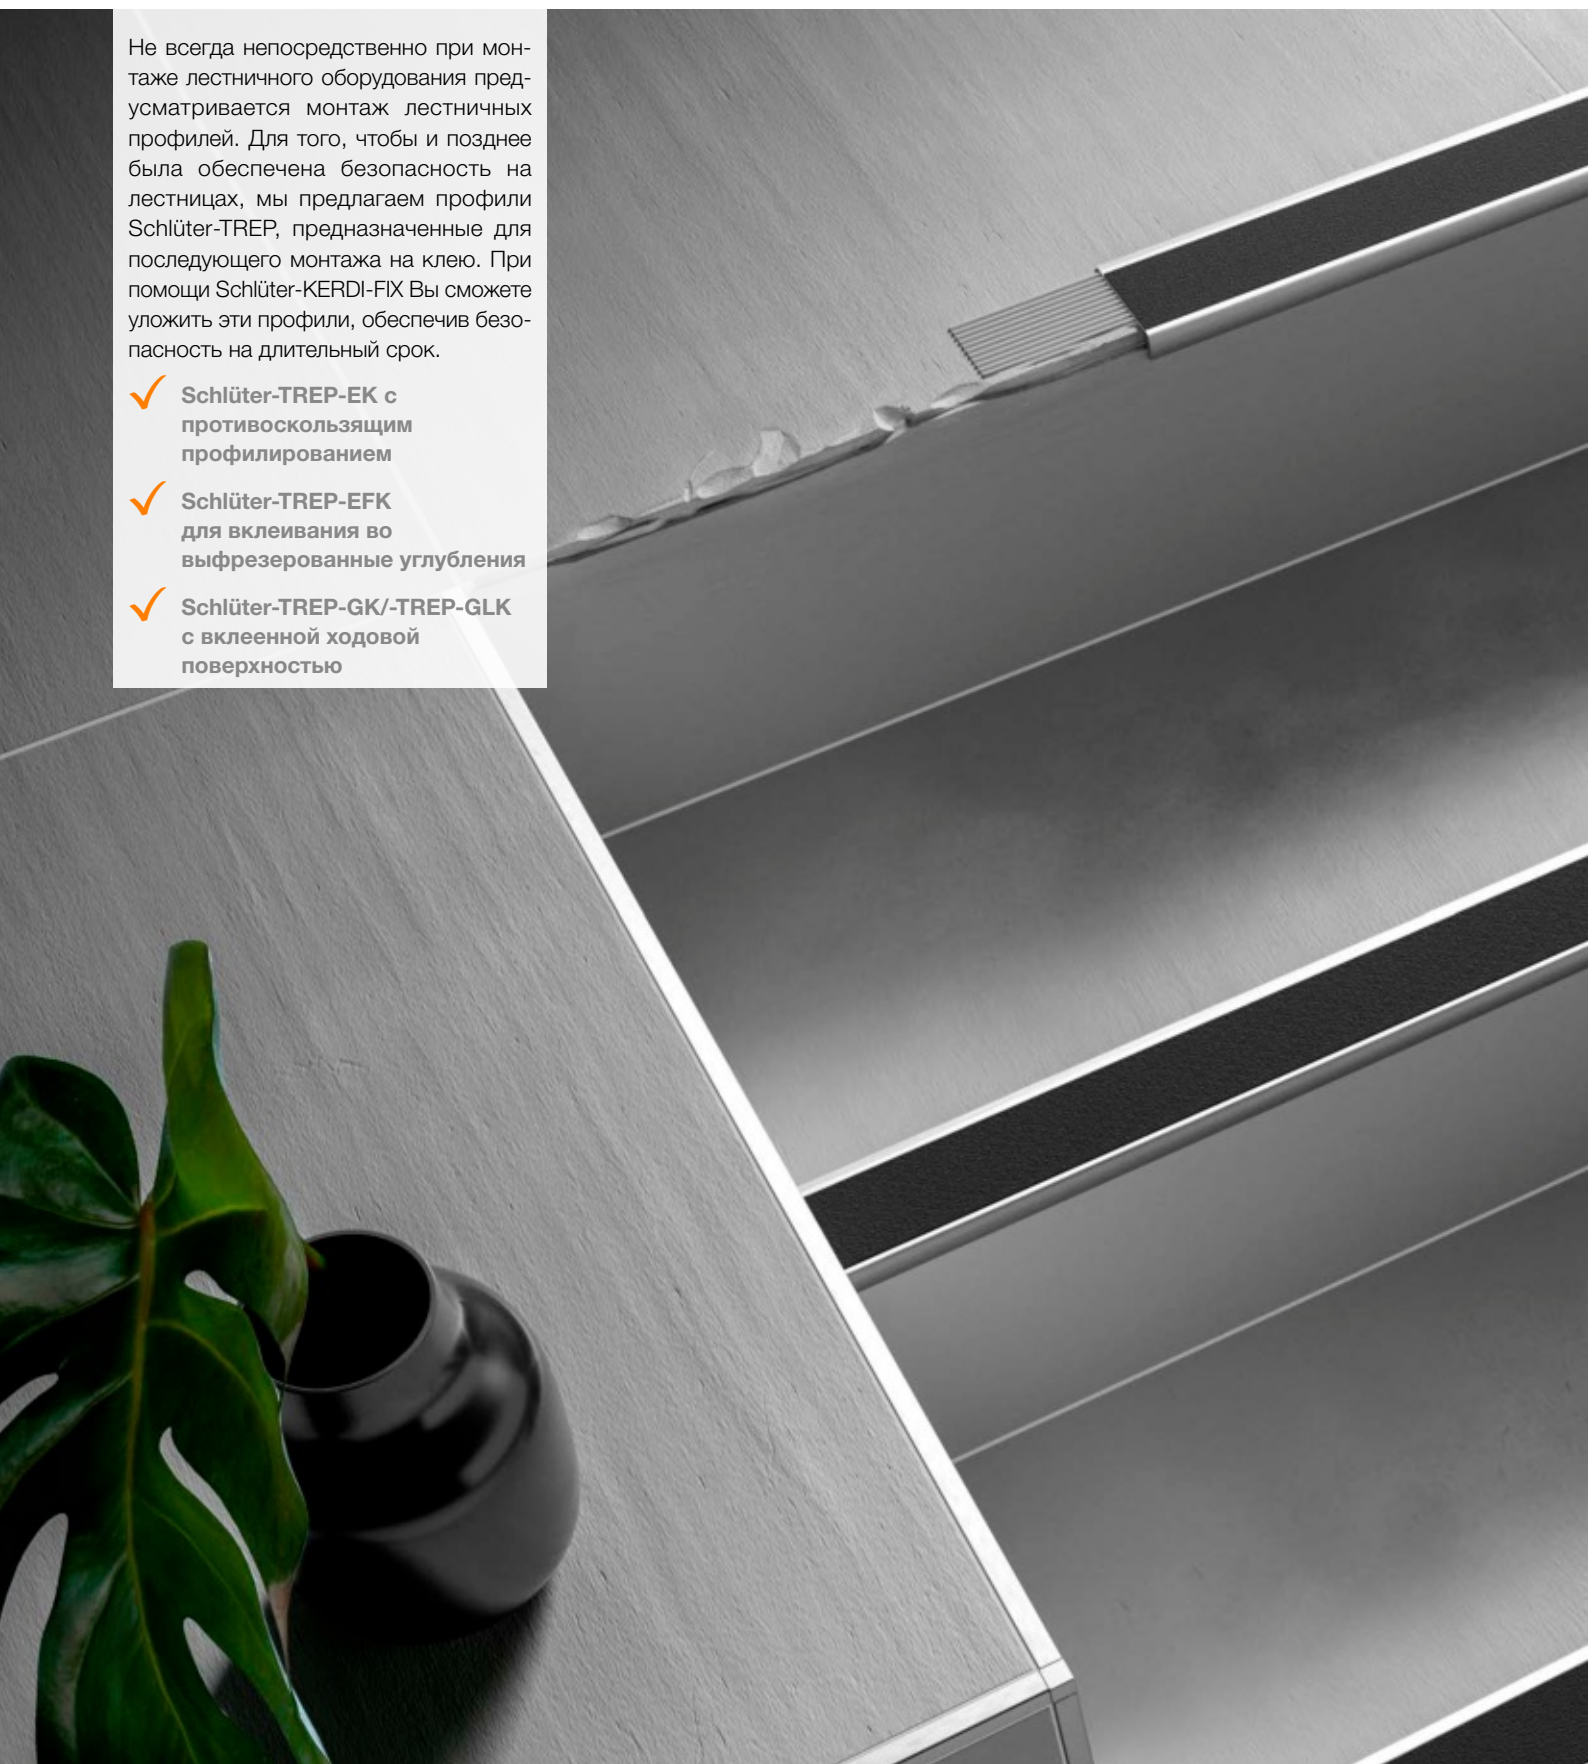 Не всегда непосредственно при мон-
таже лестничного оборудования пред-
усматривается монтаж лестничных
профилей. Для того, чтобы и позднее
была обеспечена безопасность на
лестницах, мы предлагаем профили
Schlüter-TREP, предназначенные для
последующего монтажа на клею. При
помощи Schlüter-KERDI-FIX Вы сможете
уложить эти профили, обеспечив безо-
пасность на длительный срок.
Schlüter-TREP-EK с
противоскользящим
профилированием
Schlüter-TREP-EFK
для вклеивания во
выфрезерованные углубления
Schlüter-TREP-GK/-TREP-GLK
с вклеенной ходовой
поверхностью